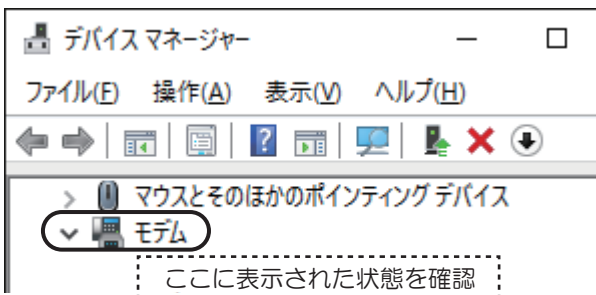 デバイス マネージャー
ファイル(F) 操作(A) 表示(V) ヘルプ(H)
マウスとそのほかのポインティング デバイス
モデム
ここに表示された状態を確認